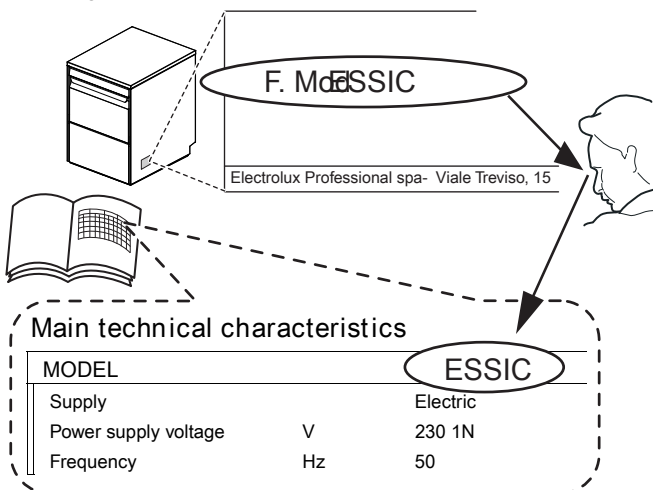 F. Mod ESSIC
Electrolux Professional spa- Viale Treviso, 15
Main technical characteristics
MODEL ESSIC
Supply Electric
Power supply voltage V 230 1N
Frequency Hz 50